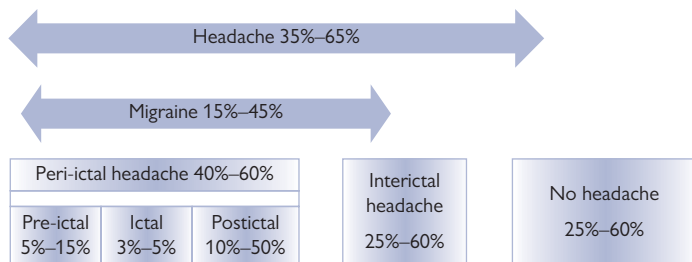 Headache 35%–65%
Migraine 15%–45%
Peri-ictal headache 40%–60%
Pre-ictal
5%–15%
Ictal
3%–5%
Postictal
10%–50%
Interictal
headache
25%–60%
No headache
25%–60%